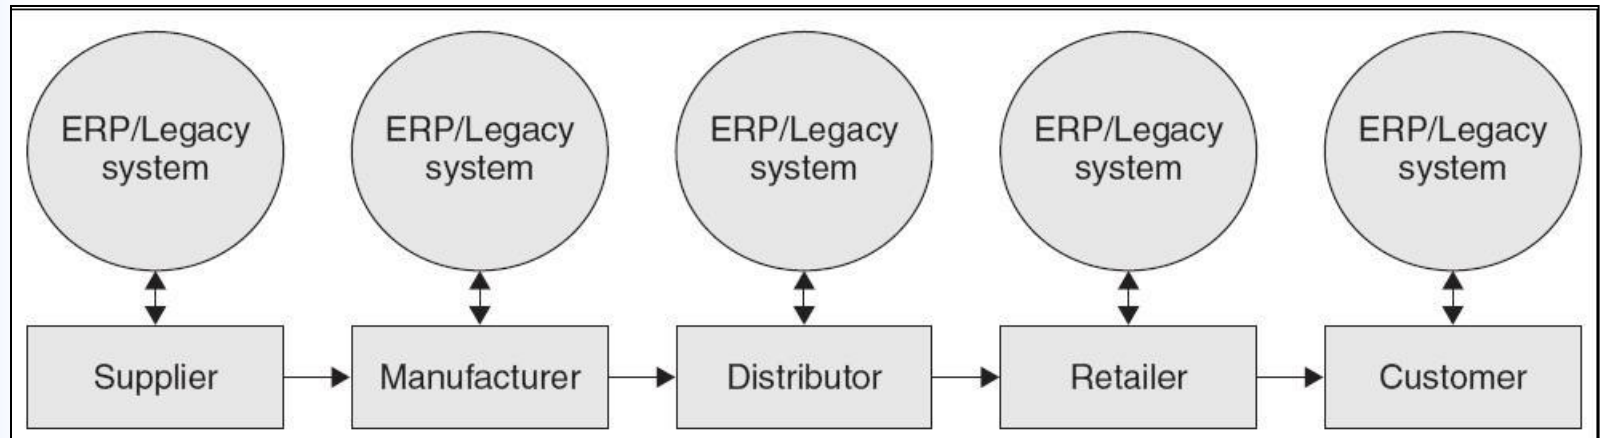 ERP/Legacy
system
ERP/Legacy
system
ERP/Legacy
system
ERP/Legacy
system
ERP/Legacy
system
Supplier
Manufacturer
Distributor
Retailer
Customer